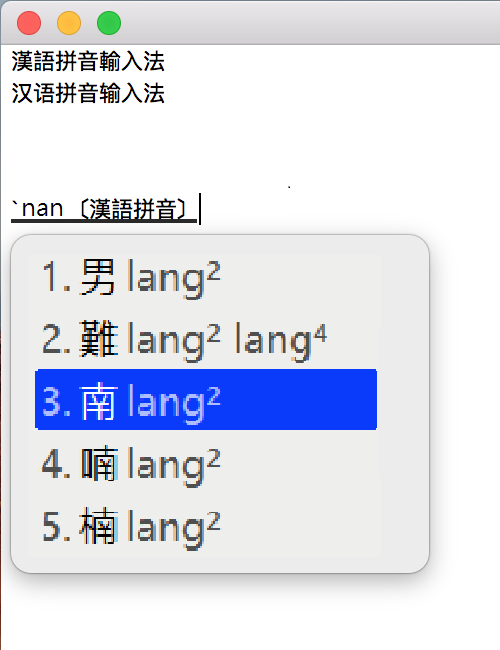 漢語拼音輸入法
汉语拼音输入法
`nan〔漢語拼音〕
1. 男 lang²
2. 難 lang² lang⁴
3. 南 lang²
4. 喃 lang²
5. 楠 lang²